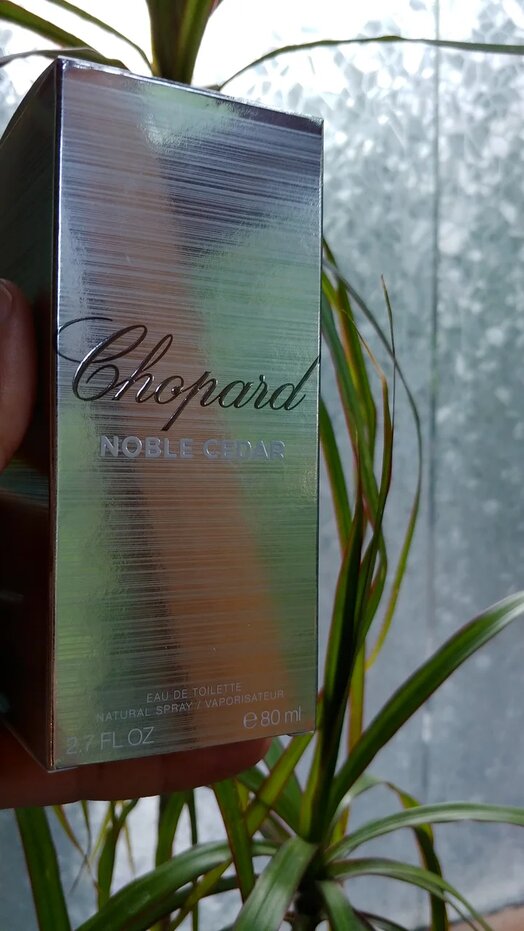 Chopard
NOBLE CEDAR
EAU DE TOILETTE
NATURAL SPRAY / VAPORISATEUR
2.7 FL OZ
℮ 80 ml